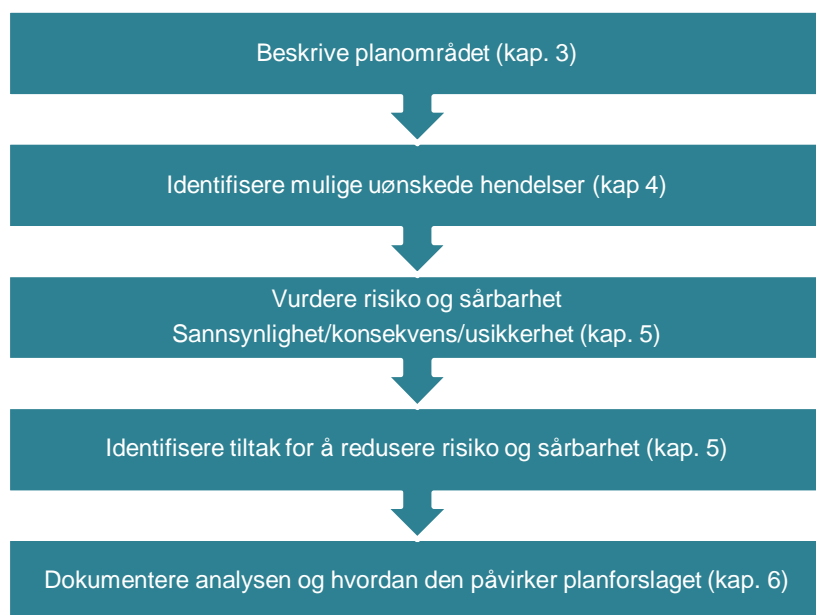 Beskrive planområdet (kap. 3)
Identifisere mulige uønskede hendelser (kap 4)
Vurdere risiko og sårbarhet
Sannsynlighet/konsekvens/usikkerhet (kap. 5)
Identifisere tiltak for å redusere risiko og sårbarhet (kap. 5)
Dokumentere analysen og hvordan den påvirker planforslaget (kap. 6)